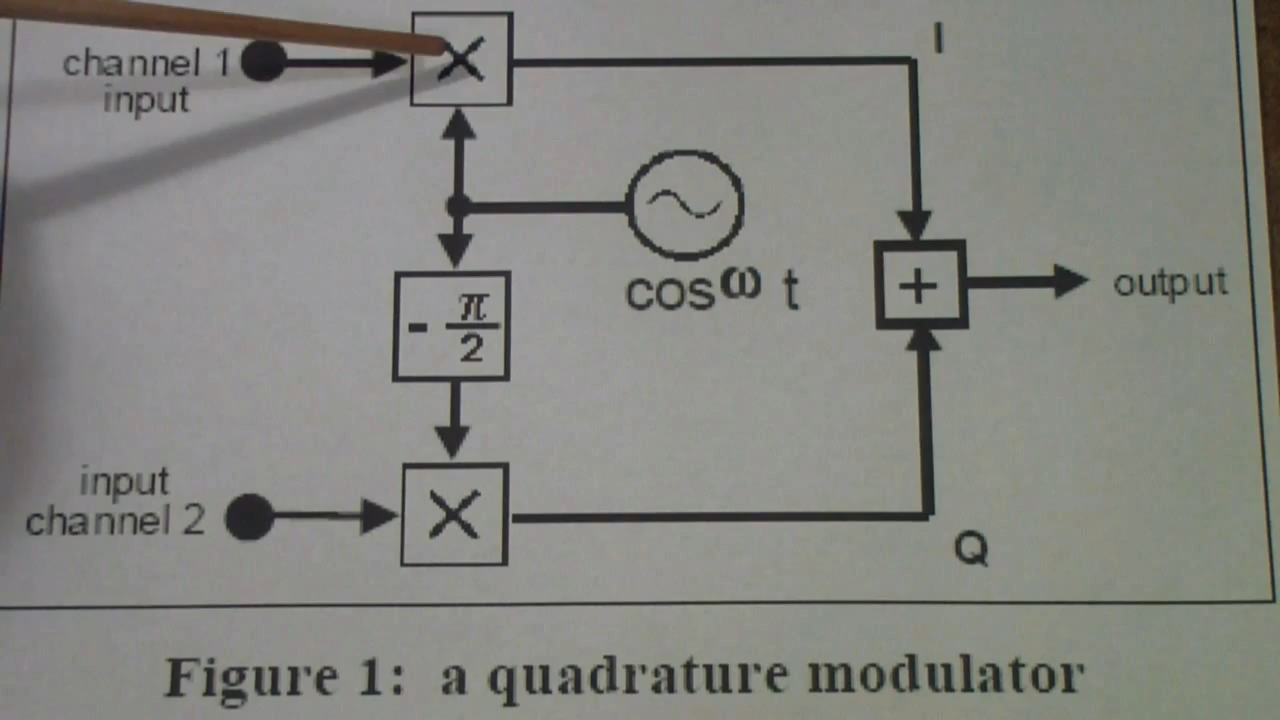 channel 1
input
I
×
cos ω t
- π
2
+
output
input
channel 2
×
Q
Figure 1: a quadrature modulator